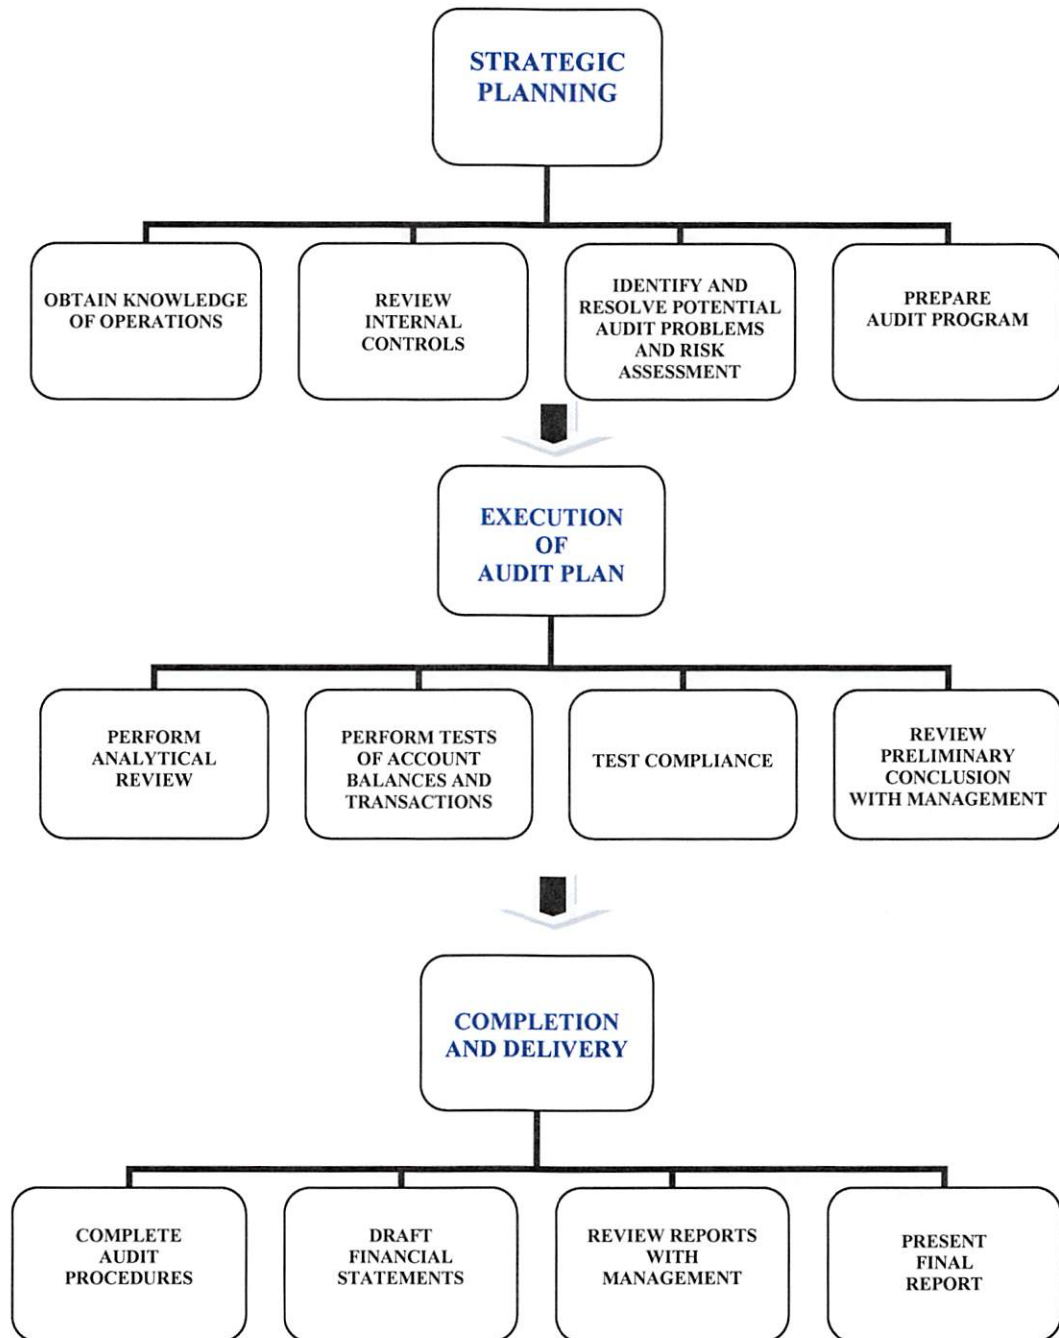 STRATEGIC
PLANNING
OBTAIN KNOWLEDGE
OF OPERATIONS
REVIEW
INTERNAL
CONTROLS
IDENTIFY AND
RESOLVE POTENTIAL
AUDIT PROBLEMS
AND RISK
ASSESSMENT
PREPARE
AUDIT PROGRAM
EXECUTION
OF
AUDIT PLAN
PERFORM
ANALYTICAL
REVIEW
PERFORM TESTS
OF ACCOUNT
BALANCES AND
TRANSACTIONS
TEST COMPLIANCE
REVIEW
PRELIMINARY
CONCLUSION
WITH MANAGEMENT
COMPLETION
AND DELIVERY
COMPLETE
AUDIT
PROCEDURES
DRAFT
FINANCIAL
STATEMENTS
REVIEW REPORTS
WITH
MANAGEMENT
PRESENT
FINAL
REPORT